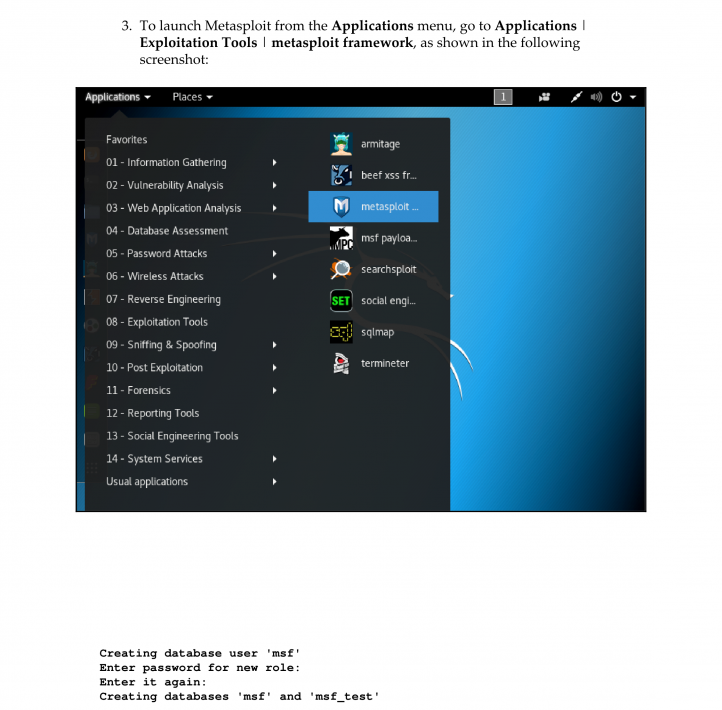 3. To launch Metasploit from the Applications menu, go to Applications |
Exploitation Tools | metasploit framework, as shown in the following
screenshot:
Applications Places 1
Favorites
01 - Information Gathering
02 - Vulnerability Analysis
03 - Web Application Analysis
04 - Database Assessment
05 - Password Attacks
06 - Wireless Attacks
07 - Reverse Engineering
08 - Exploitation Tools
09 - Sniffing & Spoofing
10 - Post Exploitation
11 - Forensics
12 - Reporting Tools
13 - Social Engineering Tools
14 - System Services
Usual applications
armitage
beef xss fr...
metasploit ...
MPC msf payloa...
searchsploit
SET social engi...
sql sqlmap
termineter
Creating database user 'msf'
Enter password for new role:
Enter it again:
Creating databases 'msf' and 'msf_test'